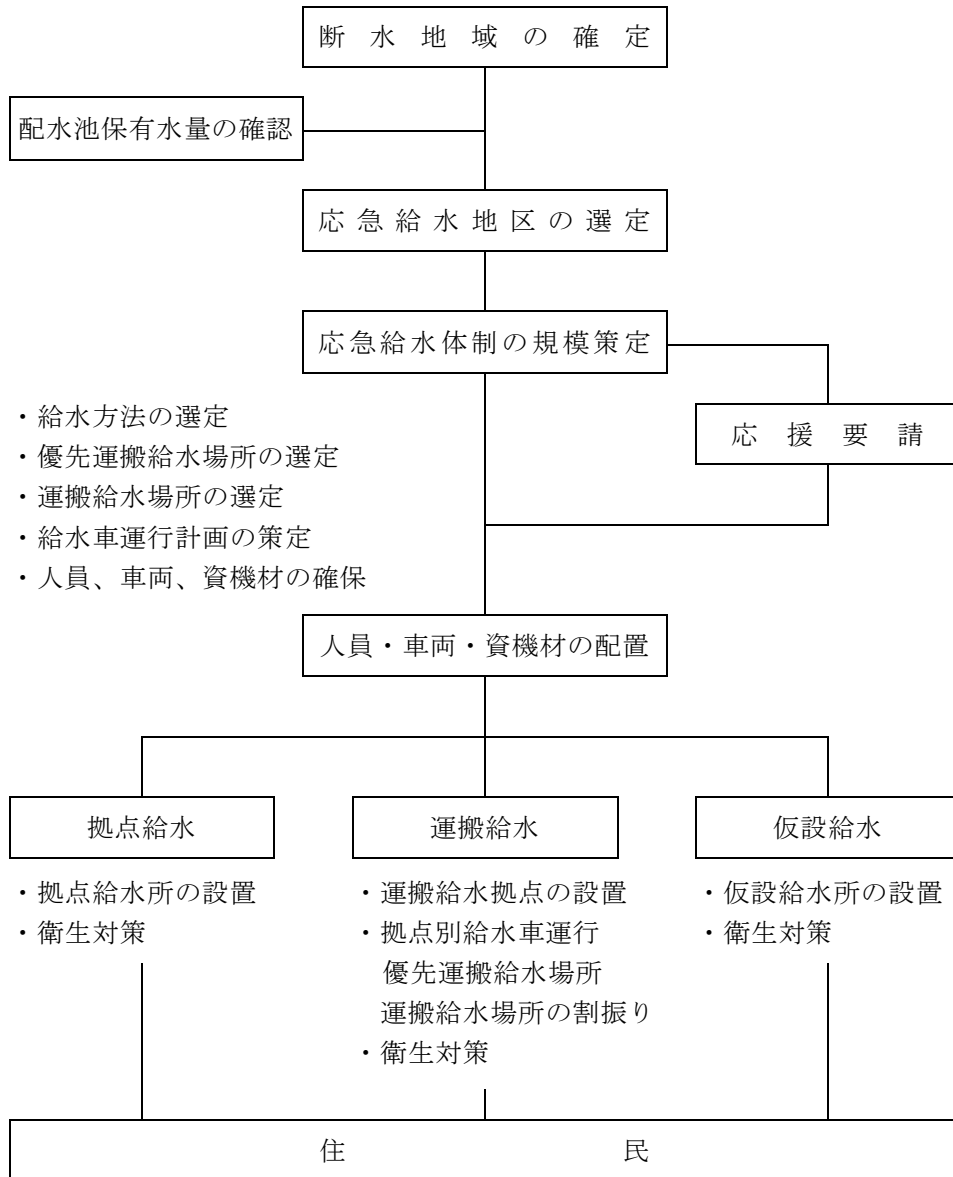 断水地域の確定
配水池保有水量の確認
応急給水地区の選定
応急給水体制の規模策定
・給水方法の選定
・優先運搬給水場所の選定
・運搬給水場所の選定
・給水車運行計画の策定
・人員、車両、資機材の確保
応援要請
人員・車両・資機材の配置
拠点給水
・拠点給水所の設置
・衛生対策
運搬給水
・運搬給水拠点の設置
・拠点別給水車運行
優先運搬給水場所
運搬給水場所の割振り
・衛生対策
仮設給水
・仮設給水所の設置
・衛生対策
住民